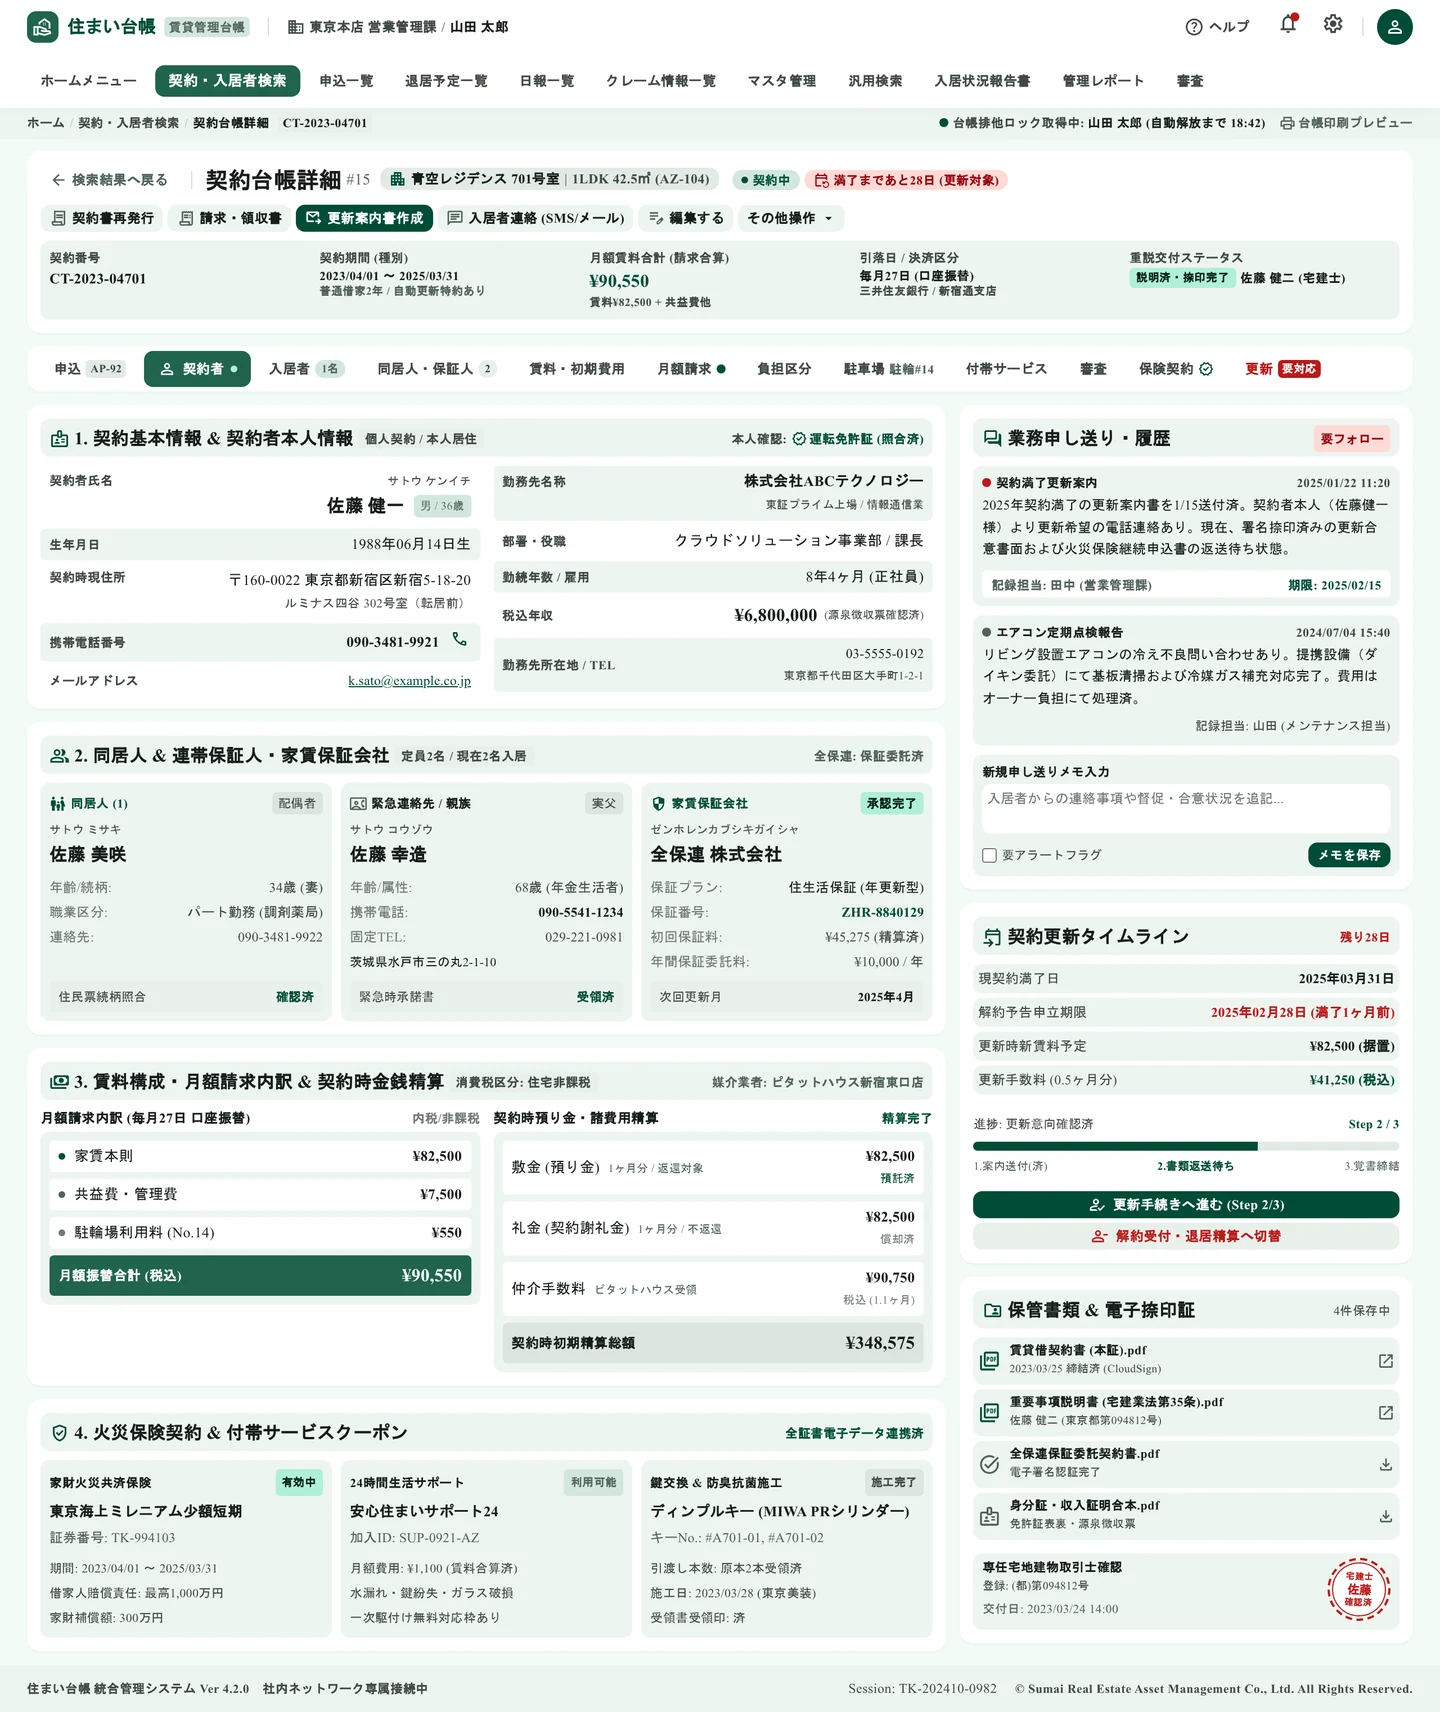 住まい台帳 賃貸管理台帳 東京本店 営業管理課 / 山田 太郎 ヘルプ
ホームメニュー 契約・入居者検索 申込一覧 退居予定一覧 日報一覧 クレーム情報一覧 マスタ管理 汎用検索 入居状況報告書 管理レポート 審査
ホーム / 契約・入居者検索 / 契約台帳詳細 CT-2023-04701 台帳排他ロック取得中: 山田 太郎 (自動解放まで 18:42) 台帳印刷プレビュー
検索結果へ戻る 契約台帳詳細 #15 青空レジデンス 701号室 | 1LDK 42.5㎡ (AZ-104) 契約中 満了まであと28日 (更新対象)
契約書再発行 請求・領収書 更新案内書作成 入居者連絡 (SMS/メール) 編集する その他操作
契約番号
CT-2023-04701
契約期間 (種別)
2023/04/01 〜 2025/03/31
普通借家2年 / 自動更新特約あり
月額賃料合計 (請求合算)
¥90,550
賃料¥82,500 + 共益費他
引落日 / 決済区分
毎月27日 (口座振替)
三井住友銀行 / 新宿通支店
重説交付ステータス
説明済・捺印完了 佐藤 健二 (宅建士)
申込 AP-92 契約者 入居者 1名 同居人・保証人 2 賃料・初期費用 月額請求 負担区分 駐車場 駐輪#14 付帯サービス 審査 保険契約 更新 要対応
1. 契約基本情報 & 契約者本人情報 個人契約 / 本人居住 本人確認: 運転免許証 (照合済)
契約者氏名 サトウ ケンイチ
佐藤 健一 男 / 36歳
生年月日 1988年06月14日生
契約時現住所 〒160-0022 東京都新宿区新宿5-18-20
ルミナス四谷 302号室（転居前）
携帯電話番号 090-3481-9921
メールアドレス k.sato@example.co.jp
勤務先名称 株式会社ABCテクノロジー
東証プライム上場 / 情報通信業
部署・役職 クラウドソリューション事業部 / 課長
勤続年数 / 雇用 8年4ヶ月 (正社員)
税込年収 ¥6,800,000 (源泉徴収票確認済)
勤務先所在地 / TEL 03-5555-0192
東京都千代田区大手町1-2-1
2. 同居人 & 連帯保証人・家賃保証会社 定員2名 / 現在2名入居 全保連: 保証委託済
同居人 (1) 配偶者
サトウ ミサキ
佐藤 美咲
年齢/続柄: 34歳 (妻)
職業区分: パート勤務 (調剤薬局)
連絡先: 090-3481-9922
住民票続柄照合 確認済
緊急連絡先 / 親族 実父
サトウ コウゾウ
佐藤 幸造
年齢/属性: 68歳 (年金生活者)
携帯電話: 090-5541-1234
固定TEL: 029-221-0981
茨城県水戸市三の丸2-1-10
緊急時承諾書 受領済
家賃保証会社 承認完了
ゼンホレンカブシキガイシャ
全保連 株式会社
保証プラン: 住生活保証 (年更新型)
保証番号: ZHR-8840129
初回保証料: ¥45,275 (精算済)
年間保証委託料: ¥10,000 / 年
次回更新月 2025年4月
3. 賃料構成・月額請求内訳 & 契約時金銭精算 消費税区分: 住宅非課税 媒介業者: ピタットハウス新宿東口店
月額請求内訳 (毎月27日 口座振替) 内税/非課税
家賃本則 ¥82,500
共益費・管理費 ¥7,500
駐輪場利用料 (No.14) ¥550
月額振替合計 (税込) ¥90,550
契約時預り金・諸費用精算 精算完了
敷金 (預り金) 1ヶ月分 / 返還対象 ¥82,500
預託済
礼金 (契約謝礼金) 1ヶ月分 / 不返還 ¥82,500
償却済
仲介手数料 ピタットハウス受領 ¥90,750
税込 (1.1ヶ月)
契約時初期精算総額 ¥348,575
4. 火災保険契約 & 付帯サービスクーポン 全証書電子データ連携済
家財火災共済保険 有効中
東京海上ミレニアム少額短期
証券番号: TK-994103
期間: 2023/04/01 〜 2025/03/31
借家人賠償責任: 最高1,000万円
家財補償額: 300万円
24時間生活サポート 利用可能
安心住まいサポート24
加入ID: SUP-0921-AZ
月額費用: ¥1,100 (賃料合算済)
水漏れ・鍵紛失・ガラス破損
一次駆付け無料対応枠あり
鍵交換 & 防臭抗菌施工 施工完了
ディンプルキー (MIWA PRシリンダー)
キーNo.: #A701-01, #A701-02
引渡し本数: 原本2本受領済
施工日: 2023/03/28 (東京美装)
受領書受領印: 済
業務申し送り・履歴 要フォロー
契約満了更新案内 2025/01/22 11:20
2025年契約満了の更新案内書を1/15送付済。契約者本人（佐藤健一
様）より更新希望の電話連絡あり。現在、署名捺印済みの更新合
意書面および火災保険継続申込書の返送待ち状態。
記録担当: 田中 (営業管理課) 期限: 2025/02/15
エアコン定期点検報告 2024/07/04 15:40
リビング設置エアコンの冷え不良問い合わせあり。提携設備（ダ
イキン委託）にて基板清掃および冷媒ガス補充対応完了。費用は
オーナー負担にて処理済。
記録担当: 山田 (メンテナンス担当)
新規申し送りメモ入力
入居者からの連絡事項や督促・合意状況を追記...
要アラートフラグ メモを保存
契約更新タイムライン 残り28日
現契約満了日 2025年03月31日
解約予告申立期限 2025年02月28日 (満了1ヶ月前)
更新時新賃料予定 ¥82,500 (据置)
更新手数料 (0.5ヶ月分) ¥41,250 (税込)
進捗: 更新意向確認済 Step 2 / 3
1.案内送付(済) 2.書類返送待ち 3.覚書締結
更新手続きへ進む (Step 2/3)
解約受付・退居精算へ切替
保管書類 & 電子捺印証 4件保存中
賃貸借契約書 (本証).pdf
2023/03/25 締結済 (CloudSign)
重要事項説明書 (宅建業法第35条).pdf
佐藤 健二 (東京都第094812号)
全保連保証委託契約書.pdf
電子署名認証完了
身分証・収入証明合本.pdf
免許証表裏・源泉徴収票
専任宅地建物取引士確認
登録: (都)第094812号
交付日: 2023/03/24 14:00
宅建士
佐藤
確認済
住まい台帳 統合管理システム Ver 4.2.0 社内ネットワーク専属接続中 Session: TK-202410-0982 © Sumai Real Estate Asset Management Co., Ltd. All Rights Reserved.